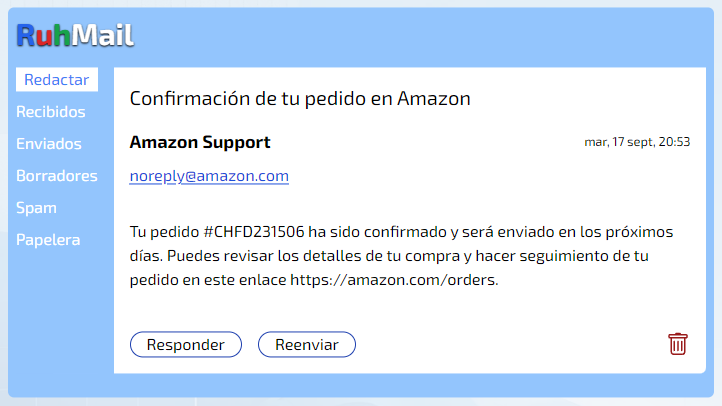 RuhMail
Redactar
Recibidos
Enviados
Borradores
Spam
Papelera
Confirmación de tu pedido en Amazon
Amazon Support
mar, 17 sept, 20:53
noreply@amazon.com
Tu pedido #CHFD231506 ha sido confirmado y será enviado en los próximos
días. Puedes revisar los detalles de tu compra y hacer seguimiento de tu
pedido en este enlace https://amazon.com/orders.
Responder
Reenviar